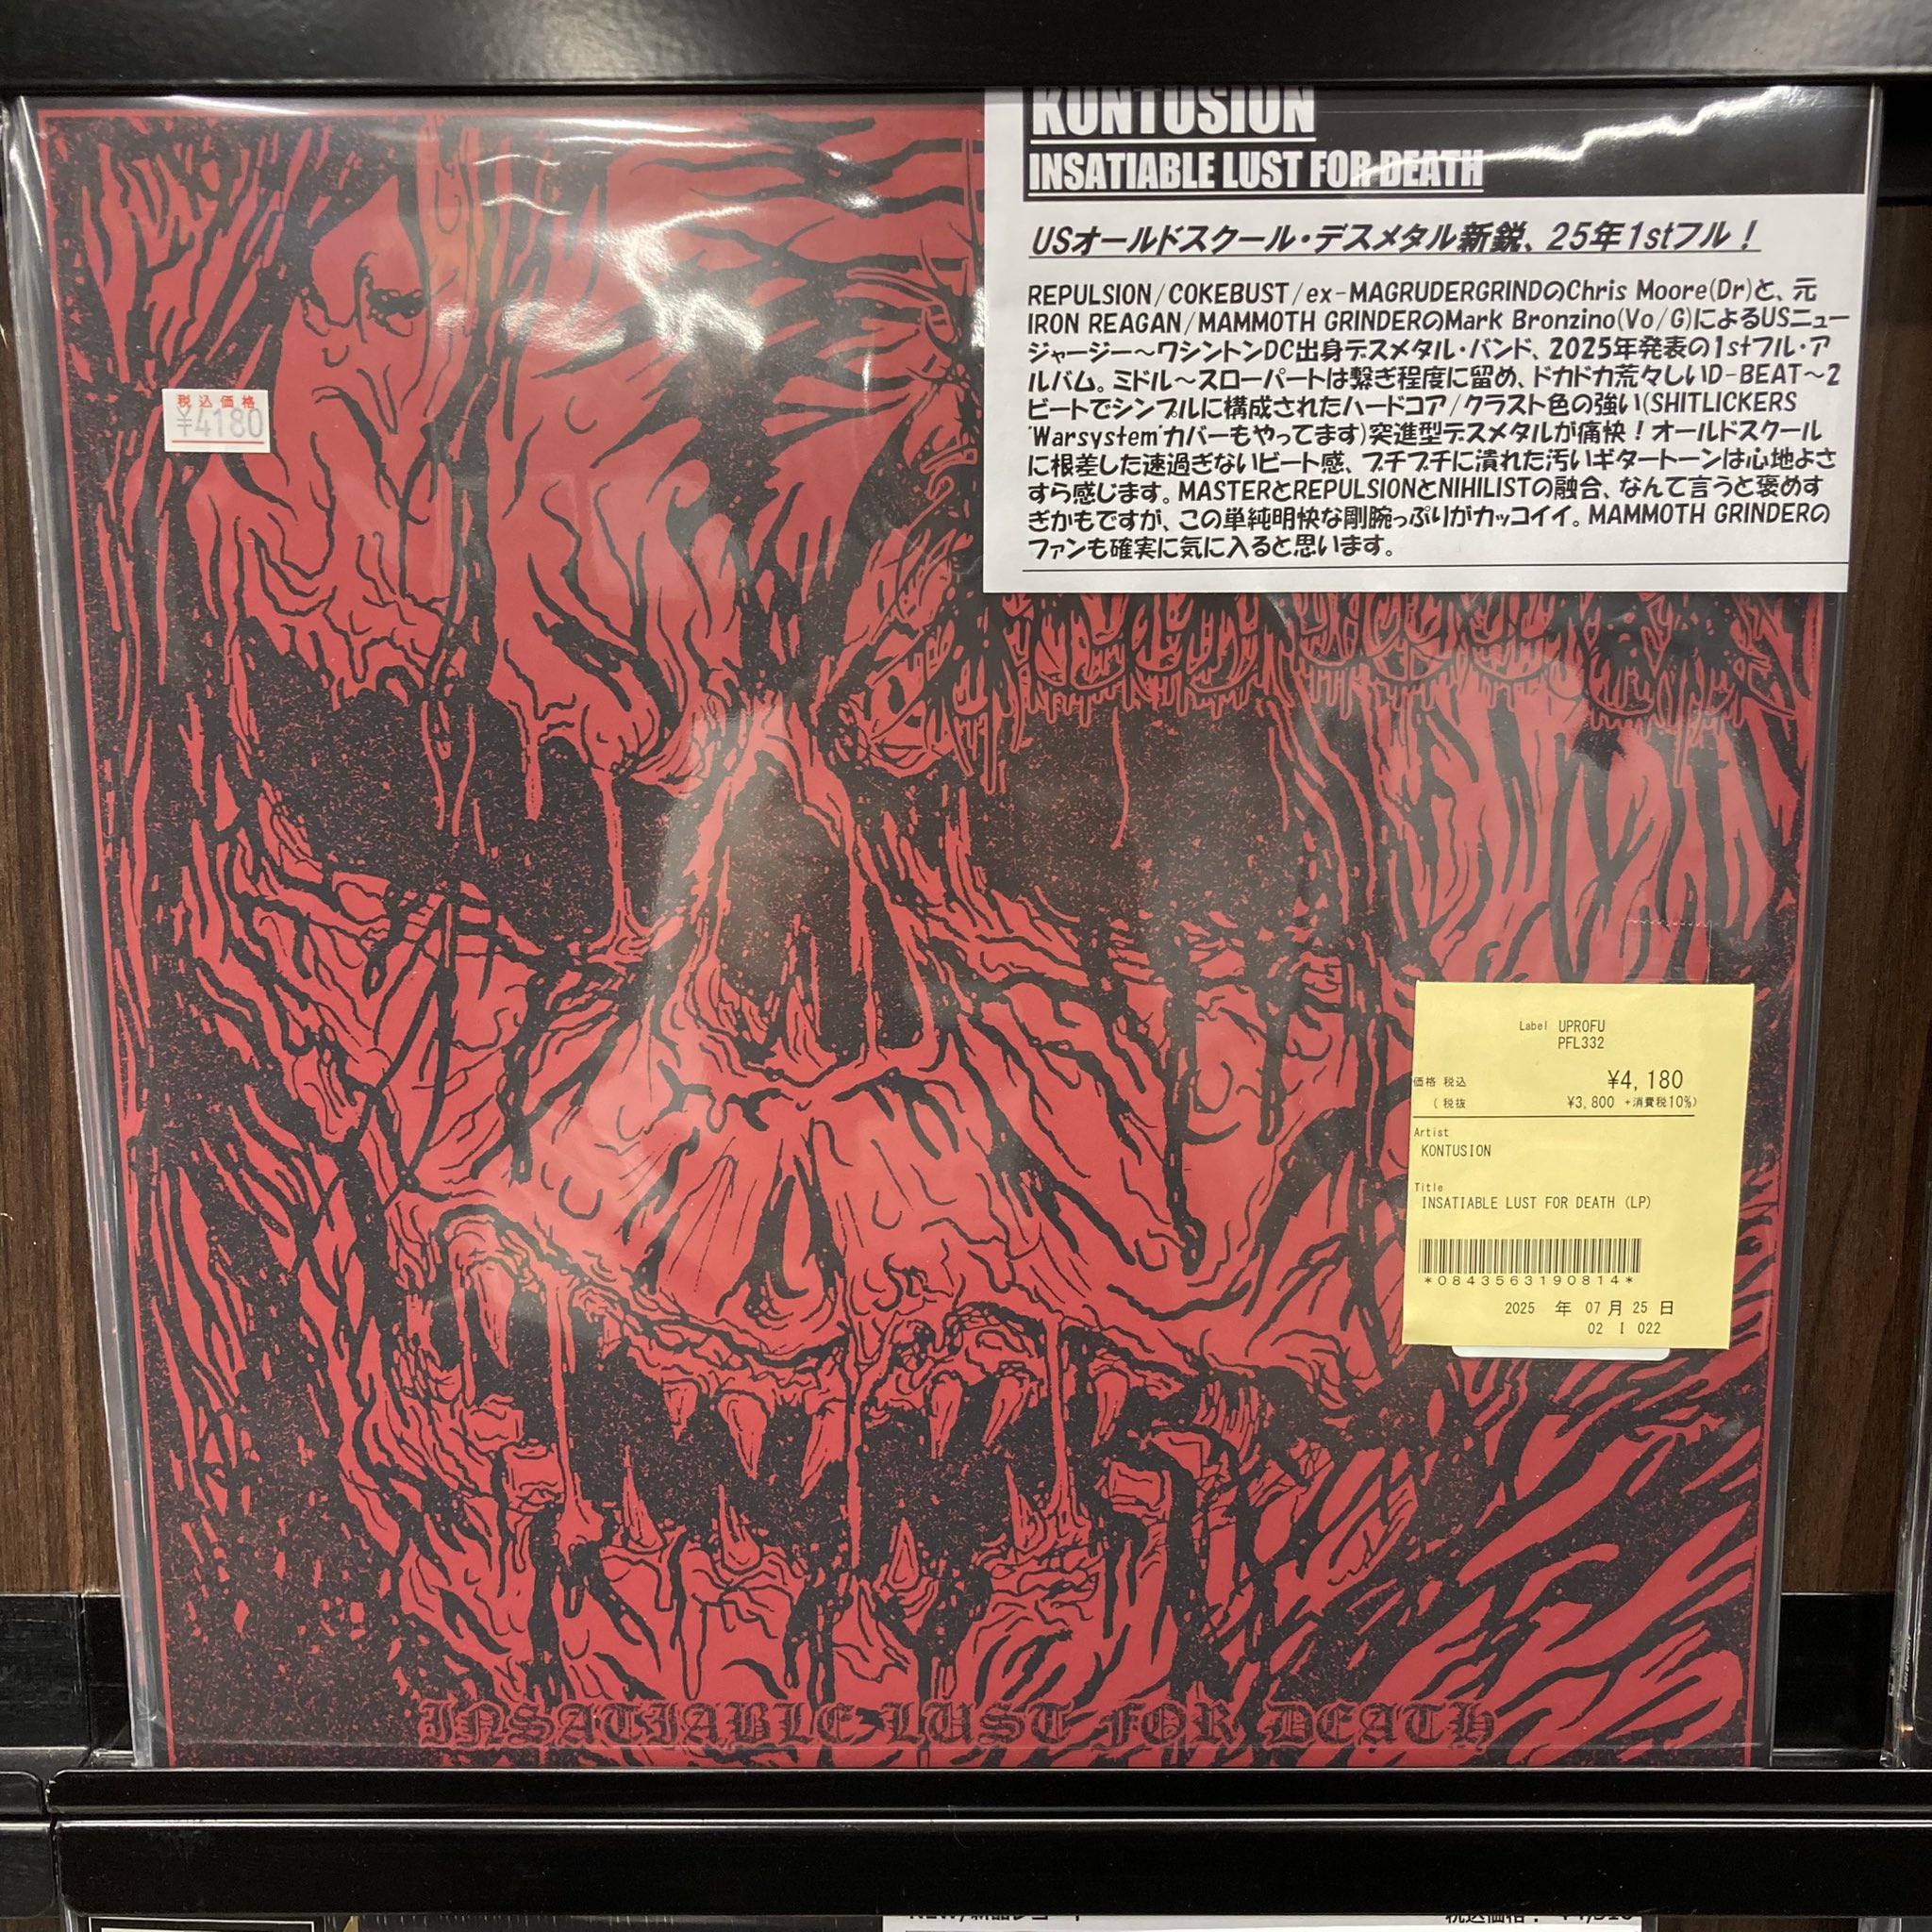 KONTUSION
INSATIABLE LUST FOR DEATH
USオールドスクール・デスメタル新鋭、25年1stフル！
REPULSION/COKEBUST/ex-MAGRUDERGRINDのChris Moore(Dr)と、元
IRON REAGAN/MAMMOTH GRINDERのMark Bronzino(Vo/G)によるUSニュー
ジャージー～ワシントンDC出身デスメタル・バンド、2025年発表の1stフル・ア
ルバム。ミドル～スローパートは繋ぎ程度に留め、ドカドカ荒々しいD-BEAT～2
ビートでシンプルに構成されたハードコア/クラスト色の強い(SHITLICKERS
'Warsystem'カバーもやってます)突進型デスメタルが痛快！オールドスクール
に根差した速過ぎないビート感、ブチブチに潰れた汚いギタートーンは心地よさ
すら感じます。MASTERとREPULSIONとNIHILISTの融合、なんて言うと褒めす
ぎかもですが、この単純明快な剛腕っぷりがカッコイイ。MAMMOTH GRINDERの
ファンも確実に気に入ると思います。
税込価格
¥4180
Label UPROFU
PFL332
価格 税込 ¥4,180
(税抜 ¥3,800 +消費税10%)
Artist
KONTUSION
Title
INSATIABLE LUST FOR DEATH (LP)
*0843563190814*
2025 年 07月 25 日
02 I 022
INSATIABLE LUST FOR DEATH